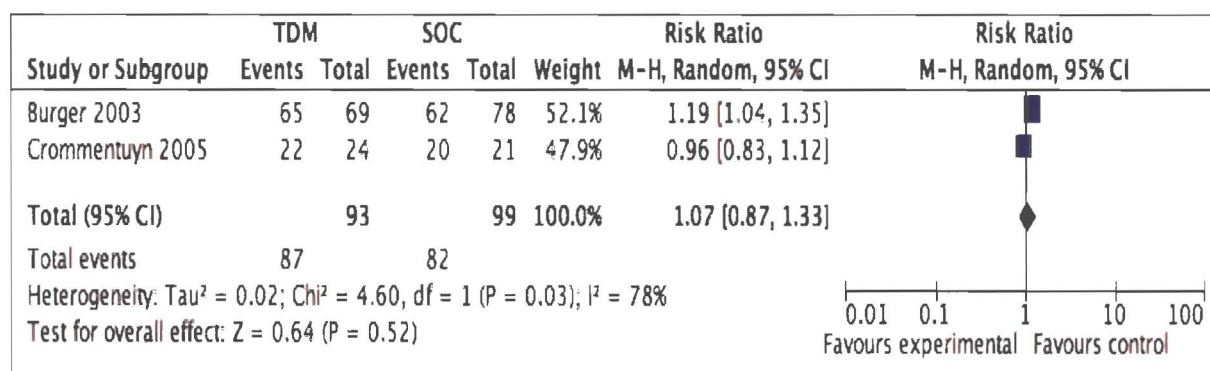 TDM SOC Risk Ratio Risk Ratio
Study or Subgroup Events Total Events Total Weight M-H, Random, 95% CI M-H, Random, 95% CI
Burger 2003 65 69 62 78 52.1% 1.19 [1.04, 1.35]
Crommentuyn 2005 22 24 20 21 47.9% 0.96 [0.83, 1.12]
Total (95% CI) 93 99 100.0% 1.07 [0.87, 1.33]
Total events 87 82
Heterogeneity: Tau² = 0.02; Chi² = 4.60, df = 1 (P = 0.03); I² = 78%
Test for overall effect: Z = 0.64 (P = 0.52)
0.01 0.1 1 10 100
Favours experimental Favours control